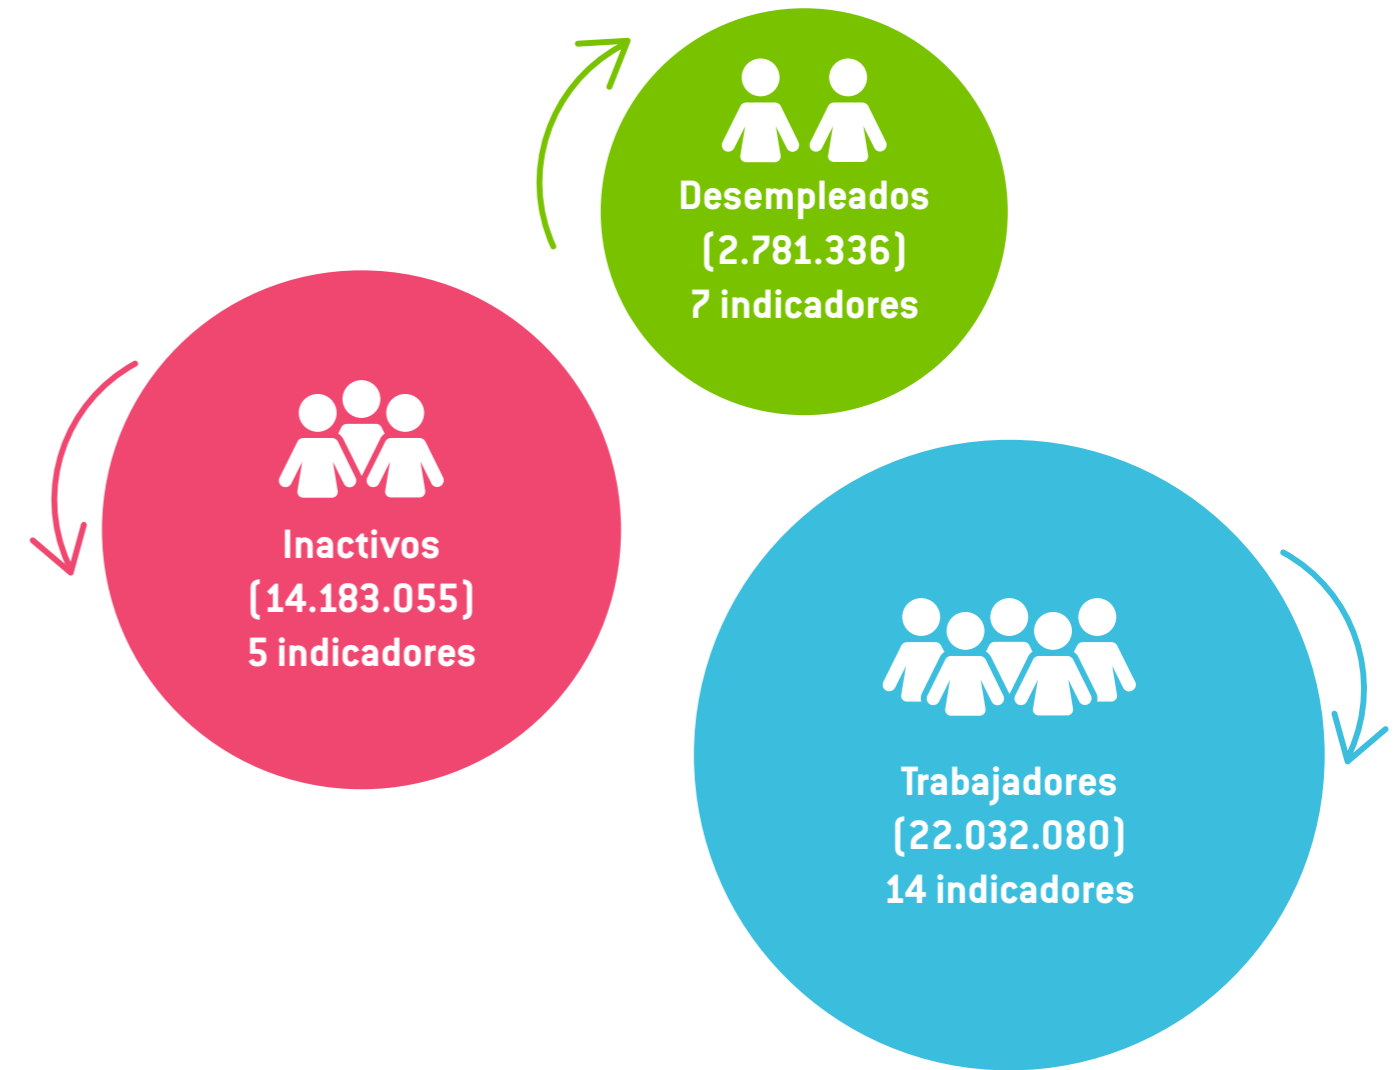 Desempleados
(2.781.336)
7 indicadores
Inactivos
(14.183.055)
5 indicadores
Trabajadores
(22.032.080)
14 indicadores